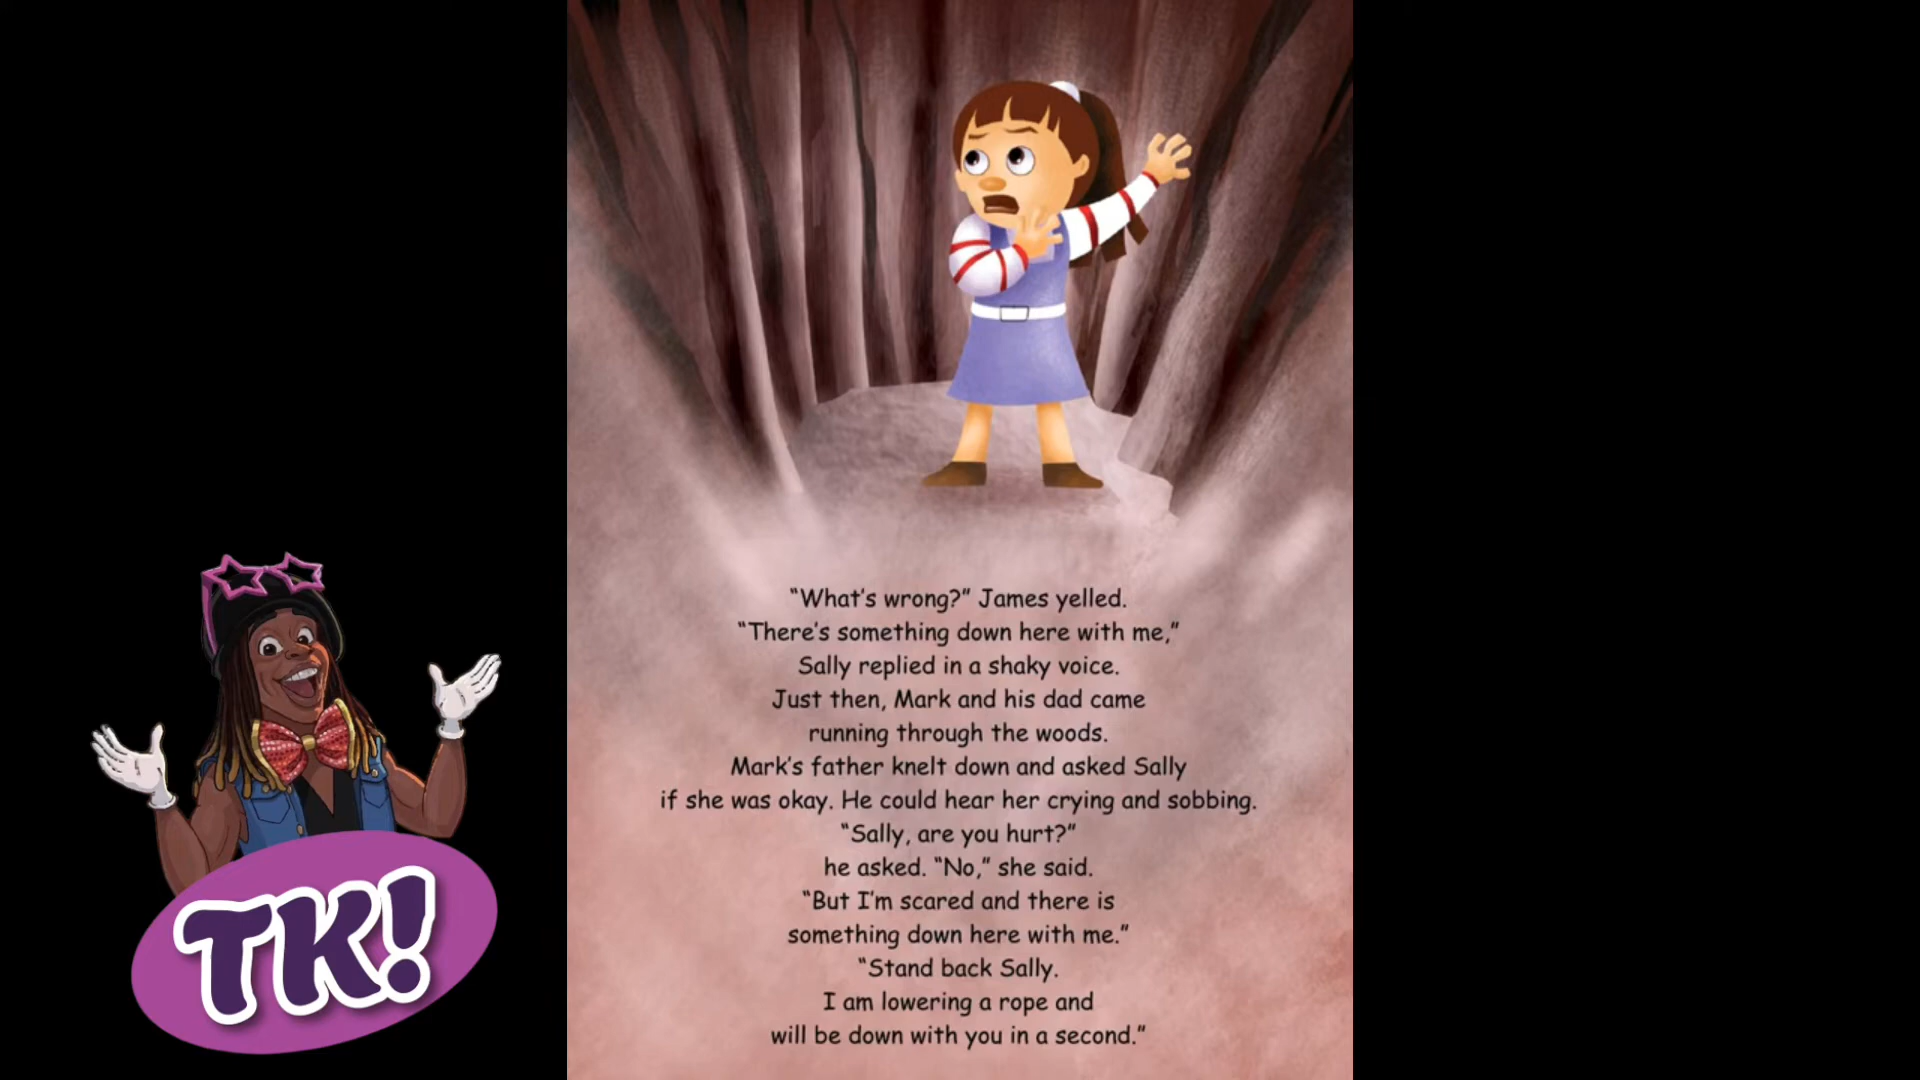 “What’s wrong?” James yelled.
“There’s something down here with me,”
Sally replied in a shaky voice.
Just then, Mark and his dad came
running through the woods.
Mark’s father knelt down and asked Sally
if she was okay. He could hear her crying and sobbing.
“Sally, are you hurt?”
he asked. “No,” she said.
“But I’m scared and there is
something down here with me.”
“Stand back Sally.
I am lowering a rope and
will be down with you in a second.”
TK!